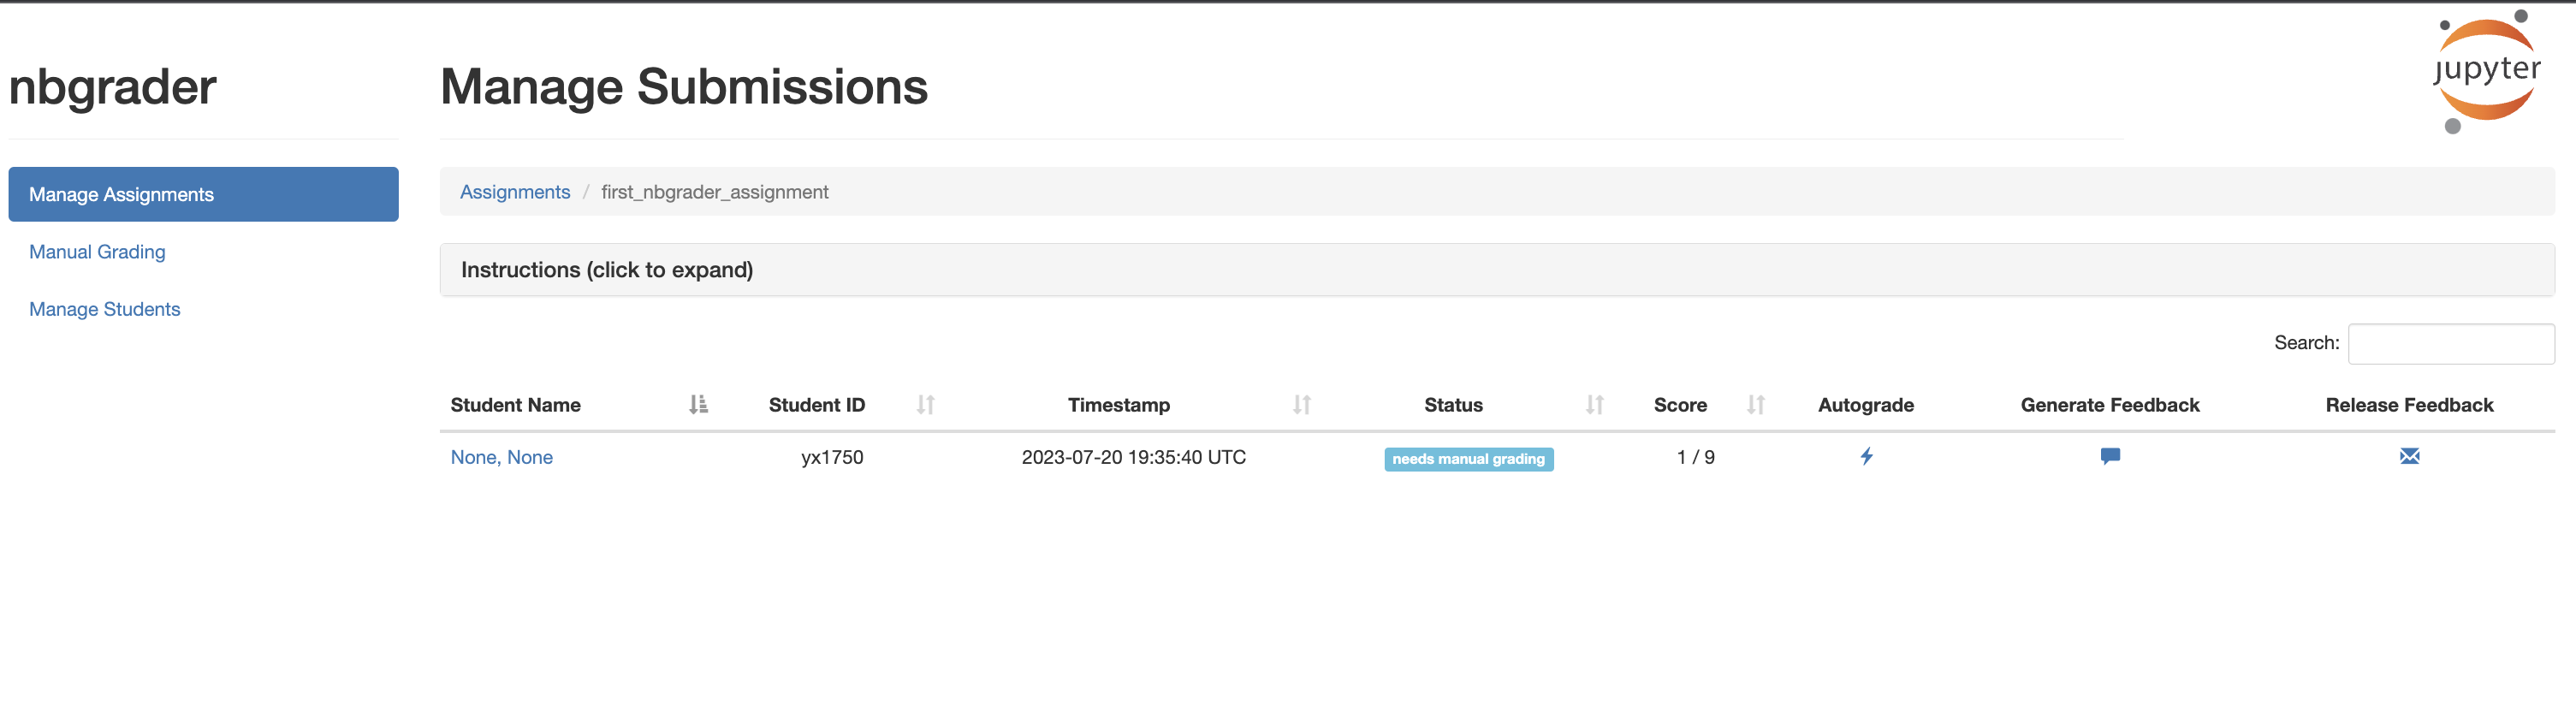 nbgrader
Manage Submissions
jupyter
Manage Assignments
Manual Grading
Manage Students
Assignments / first_nbgrader_assignment
Instructions (click to expand)
Search:
Student Name Student ID Timestamp Status Score Autograde Generate Feedback Release Feedback
None, None yx1750 2023-07-20 19:35:40 UTC needs manual grading 1 / 9